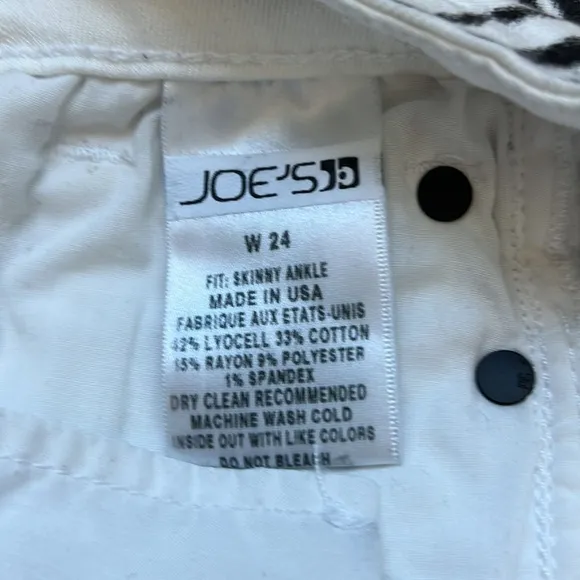 JOE'S
W 24
FIT: SKINNY ANKLE
MADE IN USA
FABRIQUE AUX ETATS-UNIS
42% LYOCELL 33% COTTON
15% RAYON 9% POLYESTER
1% SPANDEX
DRY CLEAN RECOMMENDED
MACHINE WASH COLD
INSIDE OUT WITH LIKE COLORS
DO NOT BLEACH